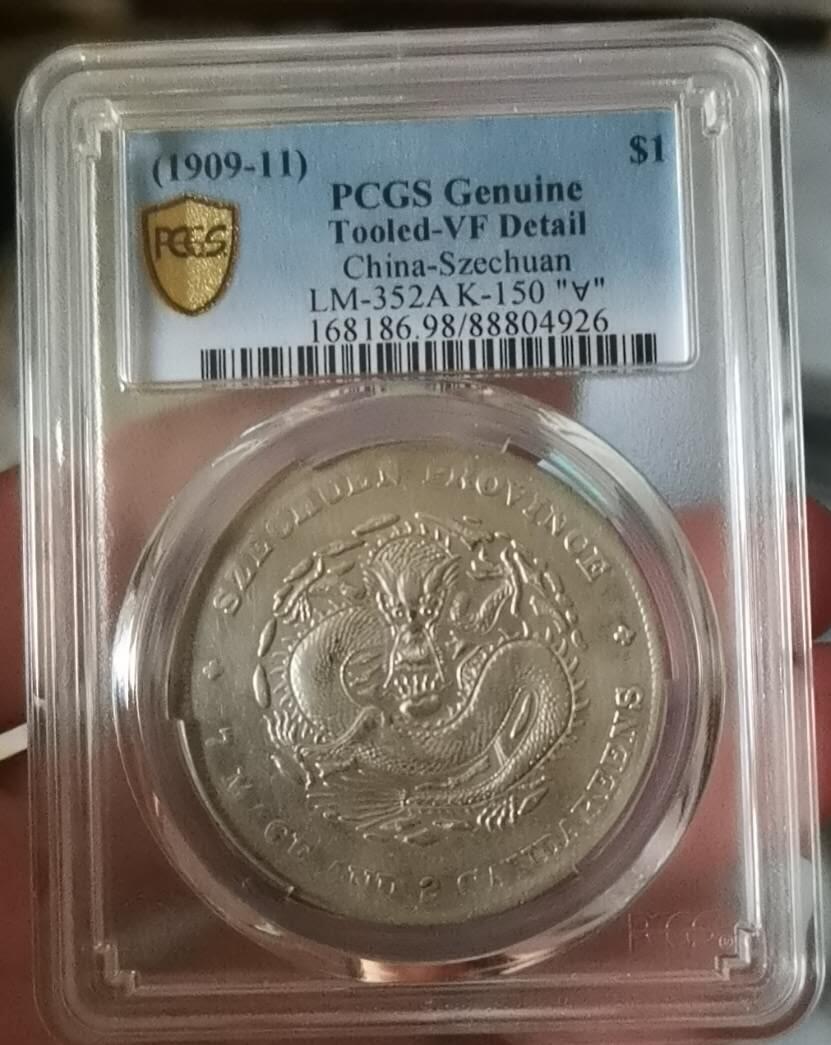 (1909-11) $1
PCGS Genuine
PCGS
Tooled-VF Detail
China-Szechuan
LM-352A K-150 "∀"
168186.98/88804926
SZECHUEN PROVINCE
7 MACE AND 2 CANDAREENS
PCGS